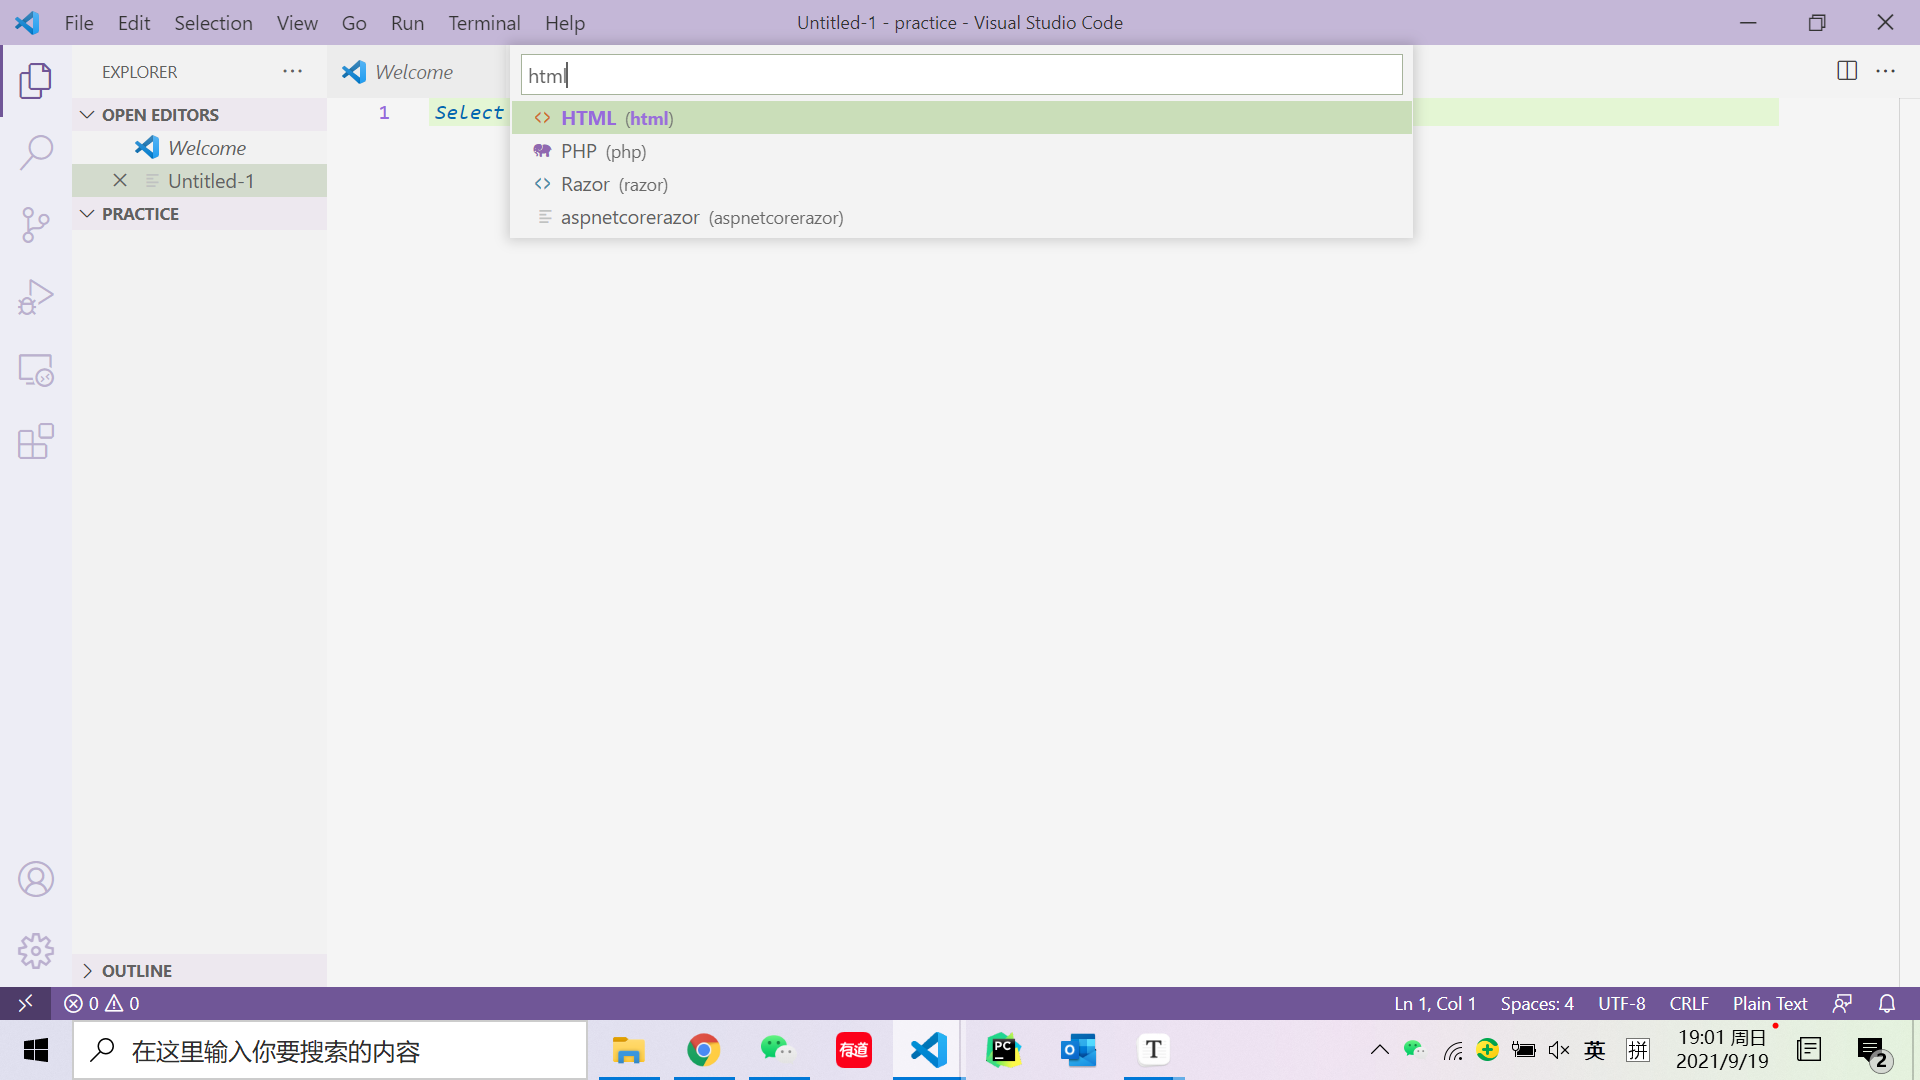 File Edit Selection View Go Run Terminal Help
Untitled-1 - practice - Visual Studio Code
EXPLORER
Welcome
html
OPEN EDITORS
Welcome
Untitled-1
PRACTICE
1 Select
HTML (html)
PHP (php)
Razor (razor)
aspnetcorerazor (aspnetcorerazor)
OUTLINE
0 0
Ln 1, Col 1 Spaces: 4 UTF-8 CRLF Plain Text
在这里输入你要搜索的内容
有道
PC
O
T
英
拼
19:01 周日
2021/9/19
2